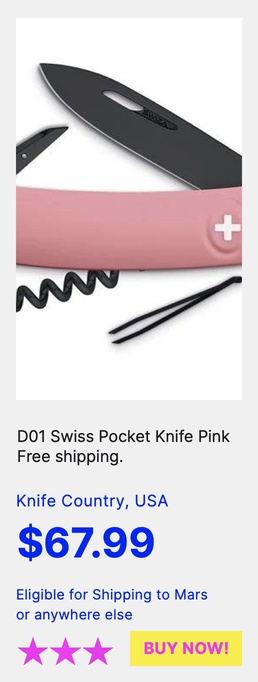 SWIZA
D01 Swiss Pocket Knife Pink
Free shipping.
Knife Country, USA
$67.99
Eligible for Shipping to Mars
or anywhere else
BUY NOW!